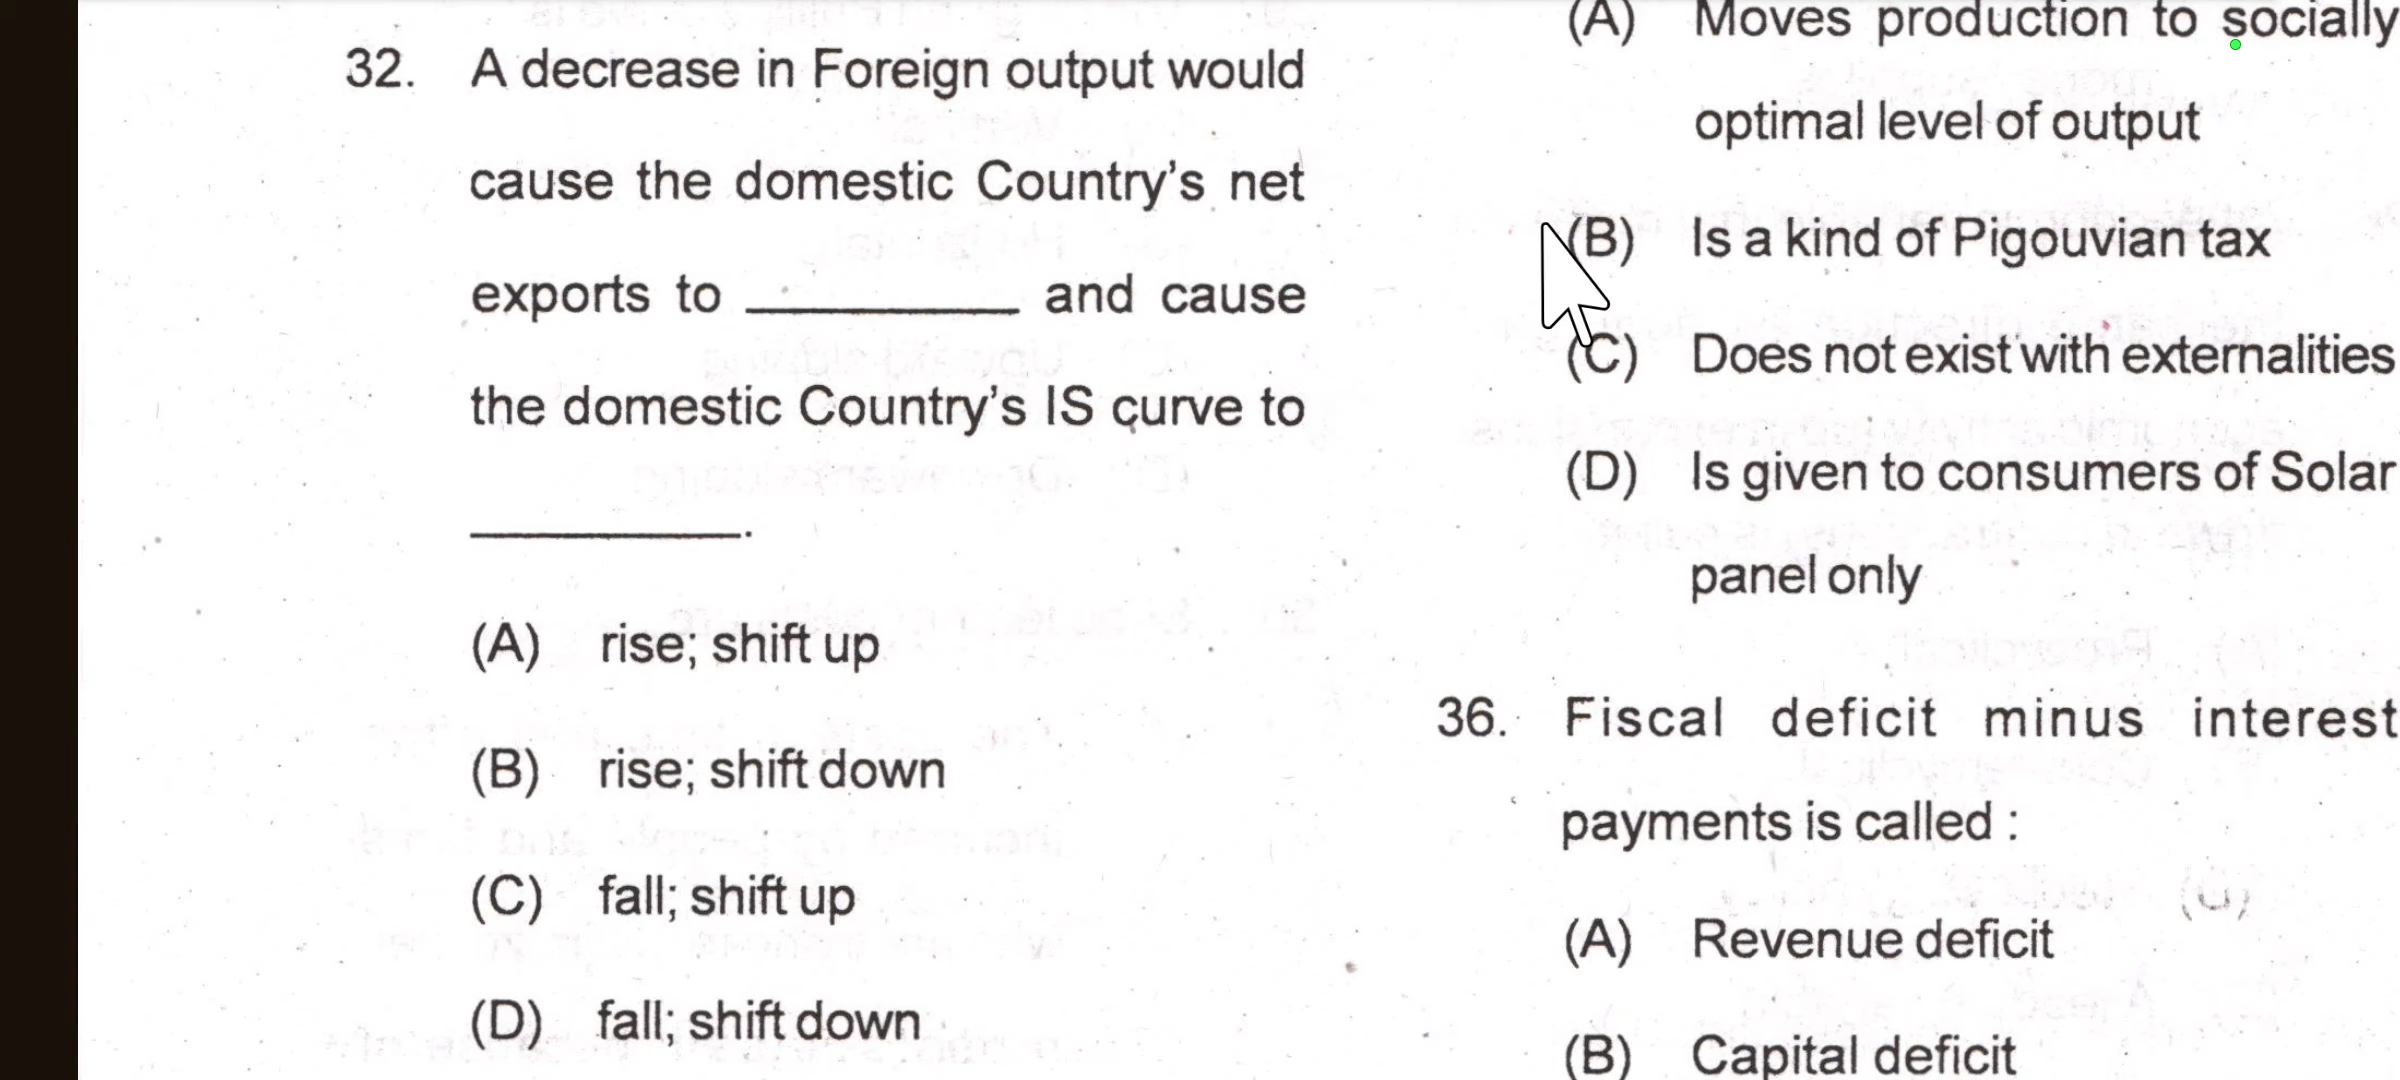 32. A decrease in Foreign output would
cause the domestic Country's net
exports to __________ and cause
the domestic Country's IS curve to
__________.
(A) rise; shift up
(B) rise; shift down
(C) fall; shift up
(D) fall; shift down
(A) Moves production to socially
optimal level of output
(B) Is a kind of Pigouvian tax
(C) Does not exist with externalities
(D) Is given to consumers of Solar
panel only
36. Fiscal deficit minus interest
payments is called :
(A) Revenue deficit
(B) Capital deficit